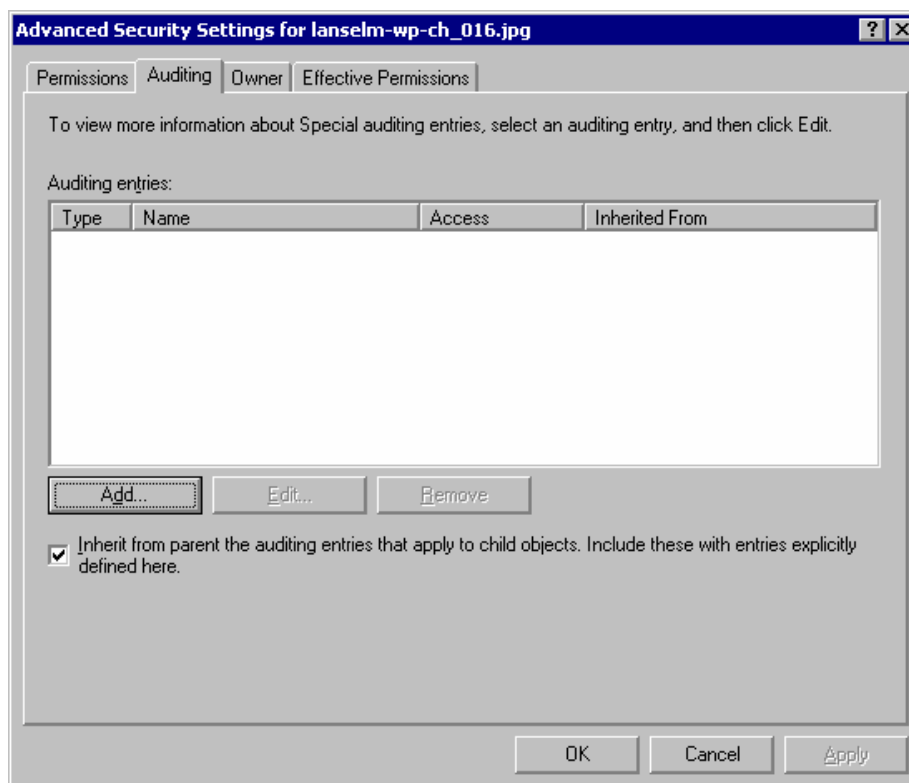 Advanced Security Settings for lanselm-wp-ch_016.jpg
Permissions Auditing Owner Effective Permissions
To view more information about Special auditing entries, select an auditing entry, and then click Edit.
Auditing entries:
Type Name Access Inherited From
Add... Edit... Remove
Inherit from parent the auditing entries that apply to child objects. Include these with entries explicitly
defined here.
OK Cancel Apply